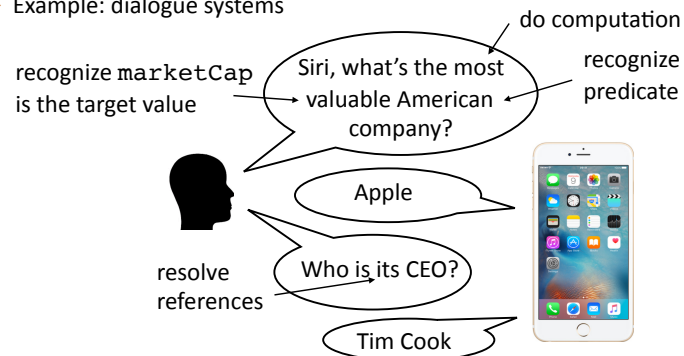 Example: dialogue systems
do computation
recognize
predicate
recognize marketCap
is the target value
Siri, what's the most
valuable American
company?
Apple
Who is its CEO?
resolve
references
Tim Cook